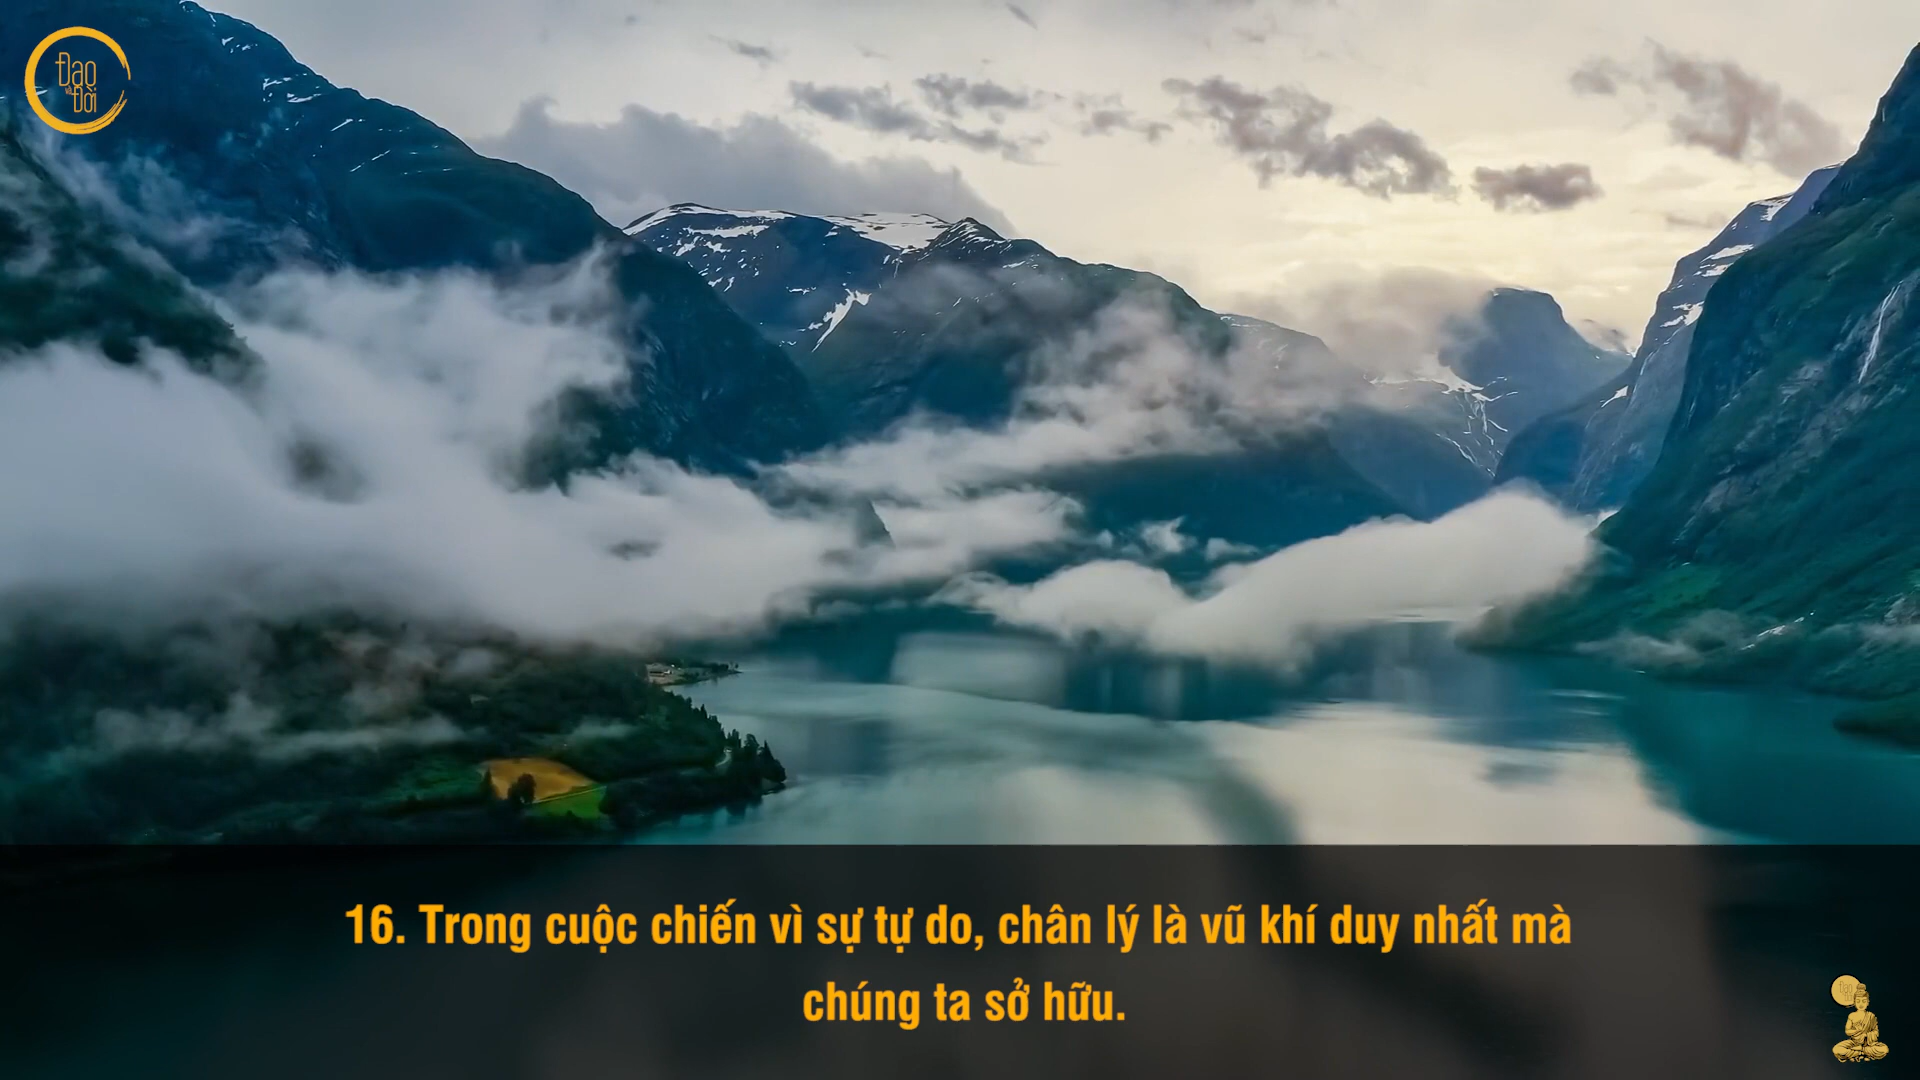 Đạo
và
Đời
16. Trong cuộc chiến vì sự tự do, chân lý là vũ khí duy nhất mà
chúng ta sở hữu.
Đạo